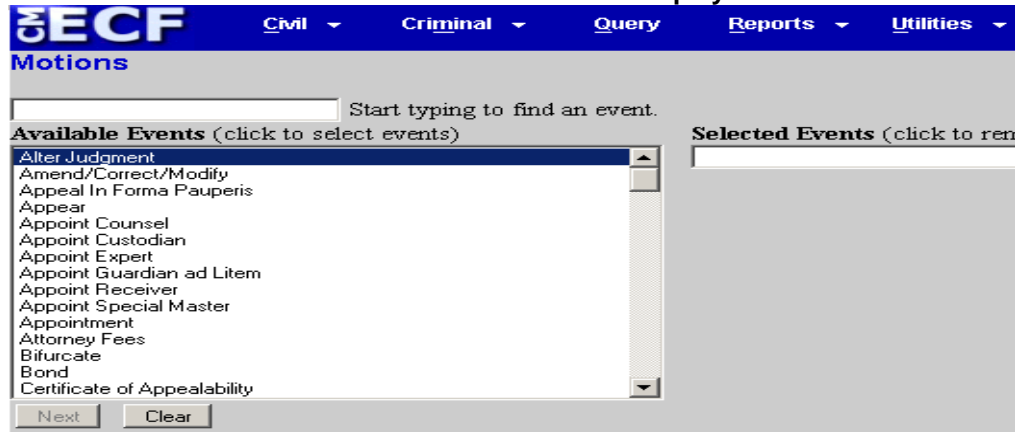 CM ECF Civil Criminal Query Reports Utilities
Motions
Start typing to find an event.
Available Events (click to select events) Selected Events (click to rem
Alter Judgment
Amend/Correct/Modify
Appeal In Forma Pauperis
Appear
Appoint Counsel
Appoint Custodian
Appoint Expert
Appoint Guardian ad Litem
Appoint Receiver
Appoint Special Master
Appointment
Attorney Fees
Bifurcate
Bond
Certificate of Appealability
Next Clear